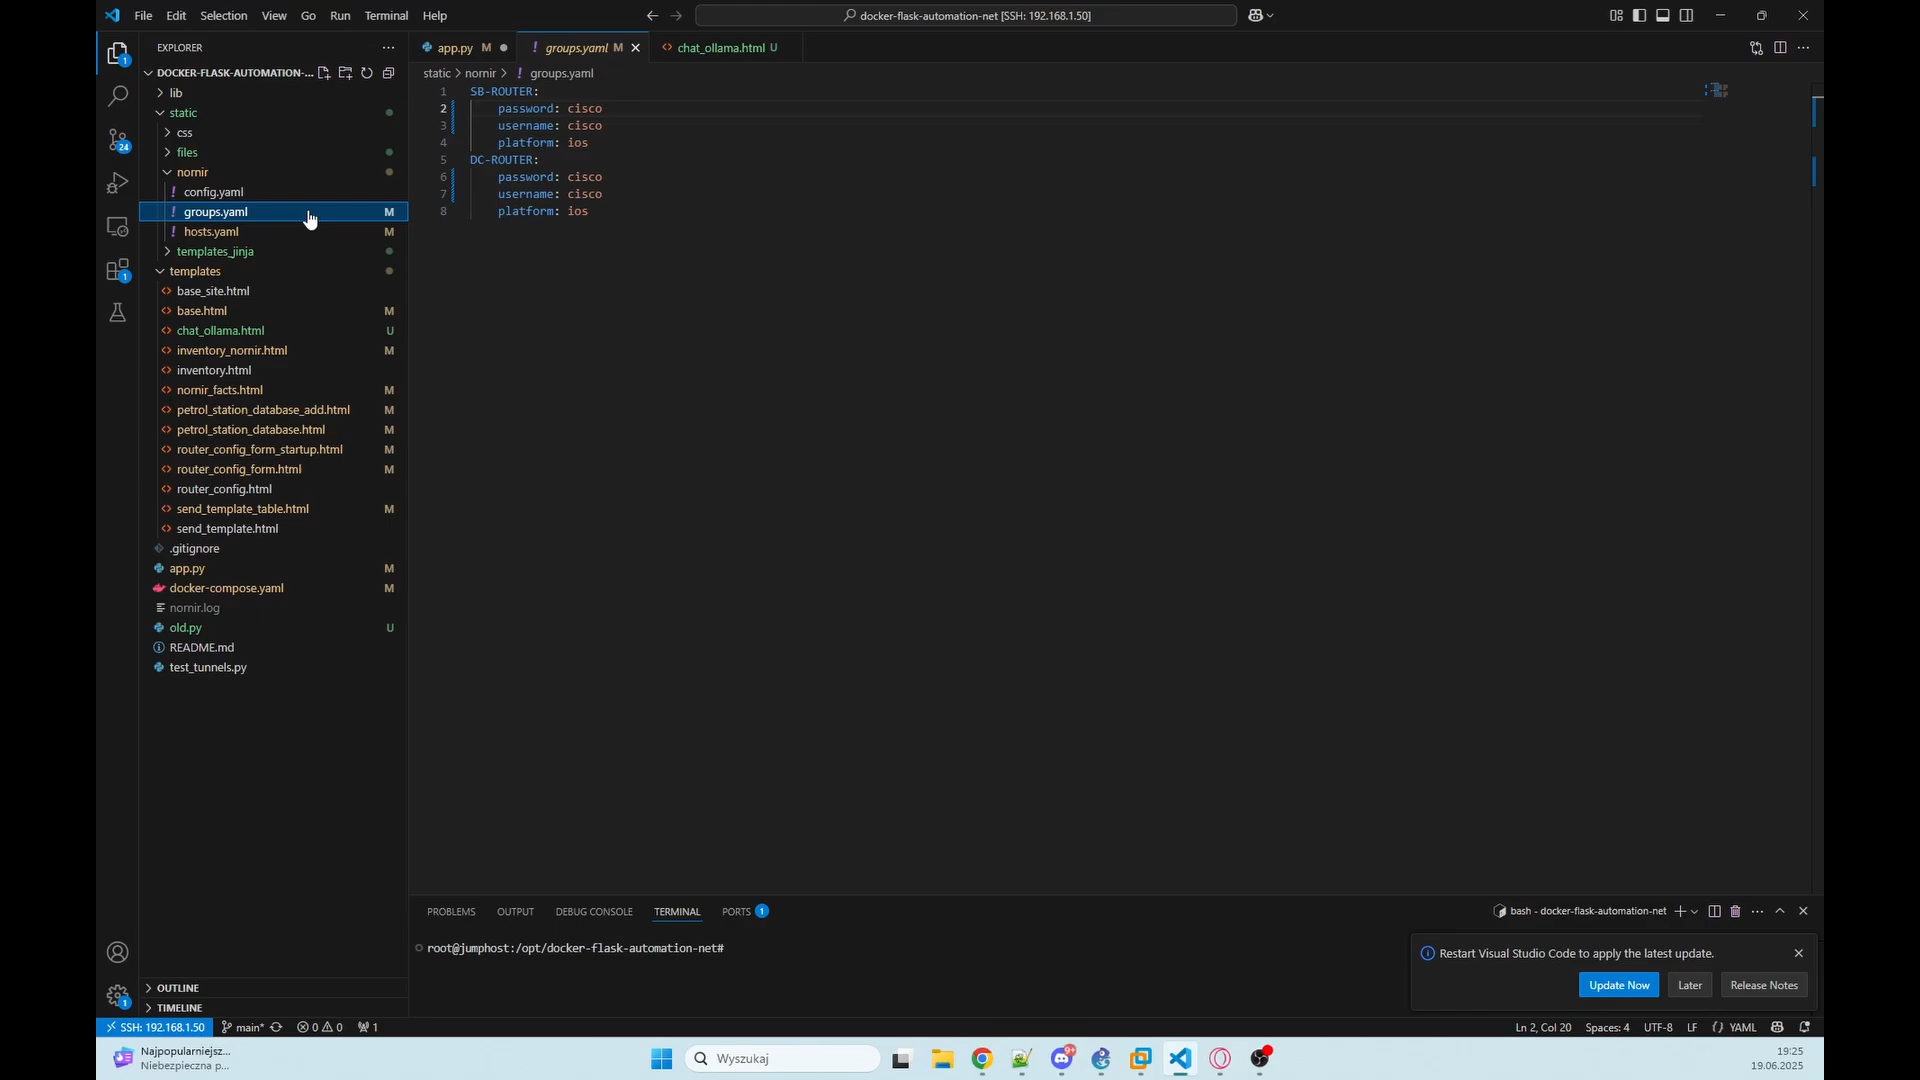 File Edit Selection View Go Run Terminal Help
docker-flask-automation-net [SSH: 192.168.1.50]
EXPLORER
DOCKER-FLASK-AUTOMATION-...
lib
static
css
files
nornir
config.yaml
groups.yaml M
hosts.yaml M
templates_jinja
templates
base_site.html
base.html M
chat_ollama.html U
inventory_nornir.html M
inventory.html
nornir_facts.html M
petrol_station_database_add.html M
petrol_station_database.html M
router_config_form_startup.html M
router_config_form.html M
router_config.html
send_template_table.html M
send_template.html
.gitignore
app.py M
docker-compose.yaml M
nornir.log
old.py U
README.md
test_tunnels.py
OUTLINE
TIMELINE
1
24
1
1
app.py M
! groups.yaml M
chat_ollama.html U
static > nornir > ! groups.yaml
1 SB-ROUTER:
2 password: cisco
3 username: cisco
4 platform: ios
5 DC-ROUTER:
6 password: cisco
7 username: cisco
8 platform: ios
PROBLEMS OUTPUT DEBUG CONSOLE TERMINAL PORTS 1
bash - docker-flask-automation-net
root@jumphost:/opt/docker-flask-automation-net#
Restart Visual Studio Code to apply the latest update.
Update Now Later Release Notes
SSH: 192.168.1.50 main* 0 0 1
Ln 2, Col 20 Spaces: 4 UTF-8 LF YAML
Najpopularniejsz...
Niebezpieczna p...
Wyszukaj
9+
19:25
19.06.2025